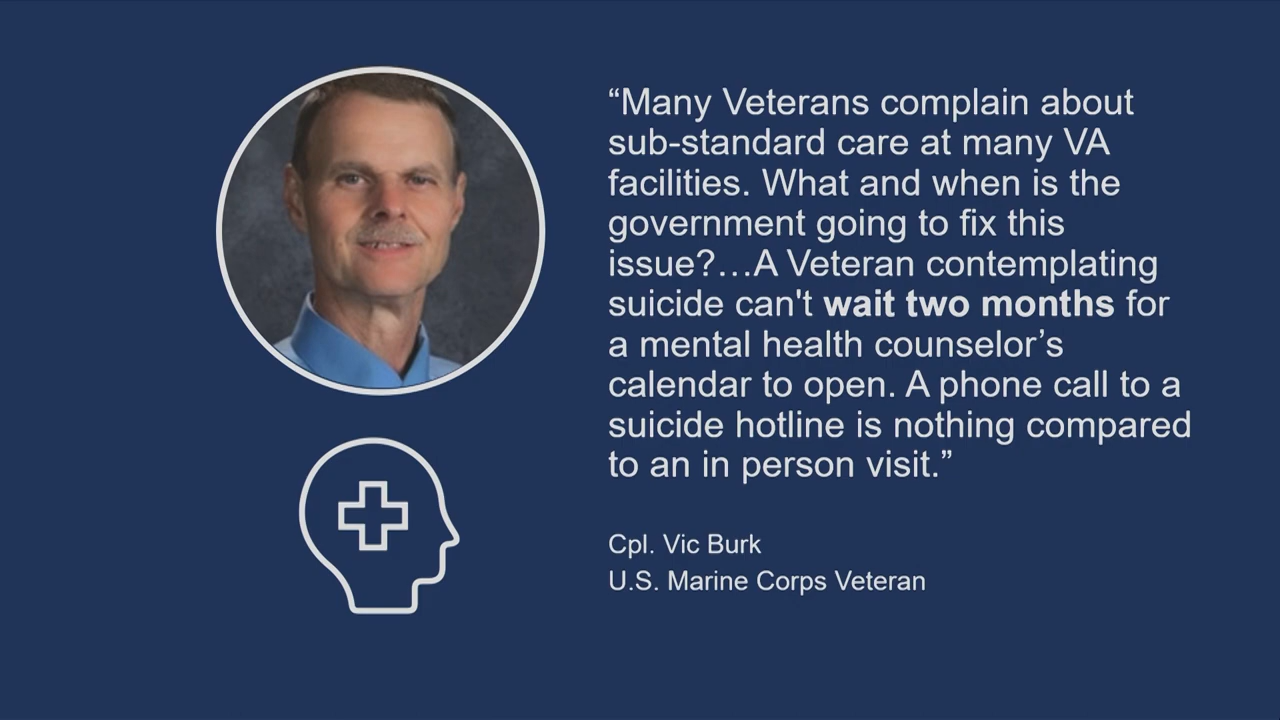 “Many Veterans complain about
sub-standard care at many VA
facilities. What and when is the
government going to fix this
issue?…A Veteran contemplating
suicide can't wait two months for
a mental health counselor’s
calendar to open. A phone call to a
suicide hotline is nothing compared
to an in person visit.”
Cpl. Vic Burk
U.S. Marine Corps Veteran